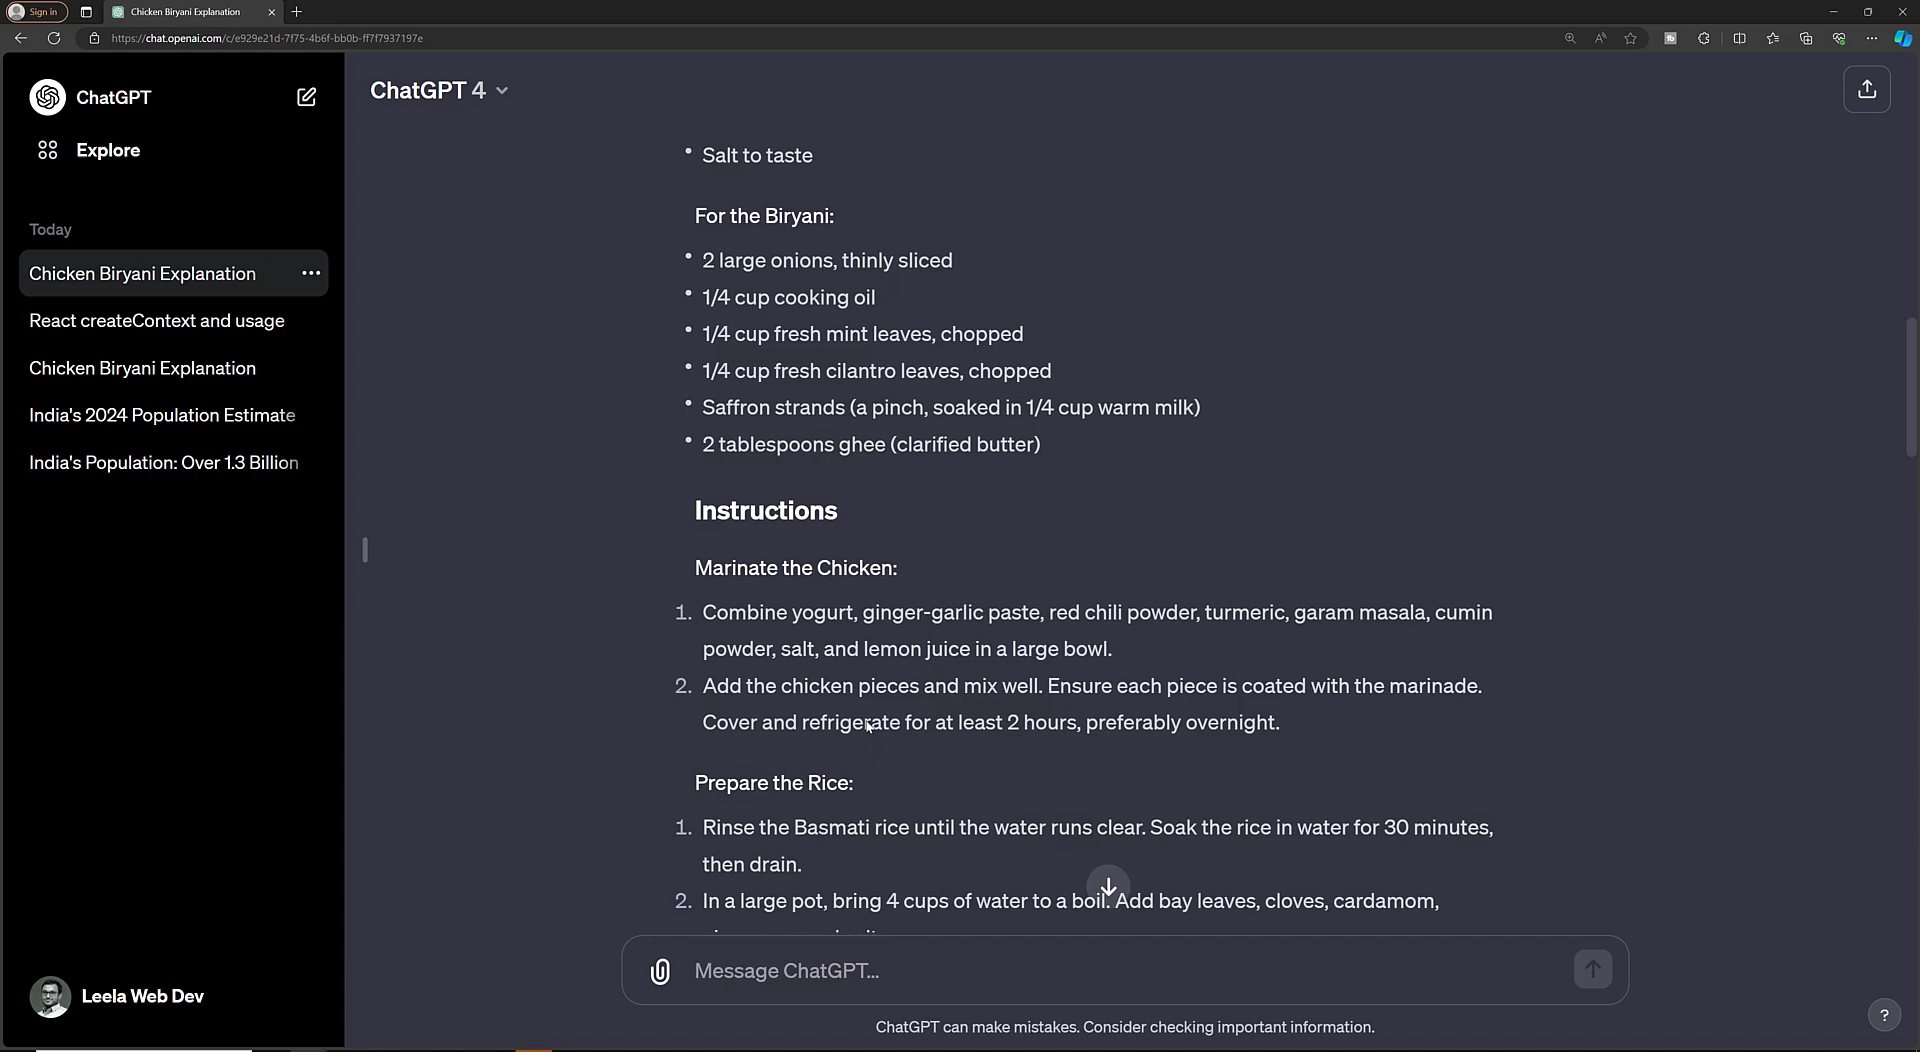 Sign in
Chicken Biryani Explanation
https://chat.openai.com/c/e929e21d-7f75-4b6f-bb0b-ff7f7937197e
ChatGPT
Explore
Today
Chicken Biryani Explanation
React createContext and usage
Chicken Biryani Explanation
India's 2024 Population Estimate
India's Population: Over 1.3 Billion
Leela Web Dev
ChatGPT 4
• Salt to taste
For the Biryani:
• 2 large onions, thinly sliced
• 1/4 cup cooking oil
• 1/4 cup fresh mint leaves, chopped
• 1/4 cup fresh cilantro leaves, chopped
• Saffron strands (a pinch, soaked in 1/4 cup warm milk)
• 2 tablespoons ghee (clarified butter)
Instructions
Marinate the Chicken:
1. Combine yogurt, ginger-garlic paste, red chili powder, turmeric, garam masala, cumin
powder, salt, and lemon juice in a large bowl.
2. Add the chicken pieces and mix well. Ensure each piece is coated with the marinade.
Cover and refrigerate for at least 2 hours, preferably overnight.
Prepare the Rice:
1. Rinse the Basmati rice until the water runs clear. Soak the rice in water for 30 minutes,
then drain.
2. In a large pot, bring 4 cups of water to a boil. Add bay leaves, cloves, cardamom,
Message ChatGPT...
ChatGPT can make mistakes. Consider checking important information.
?